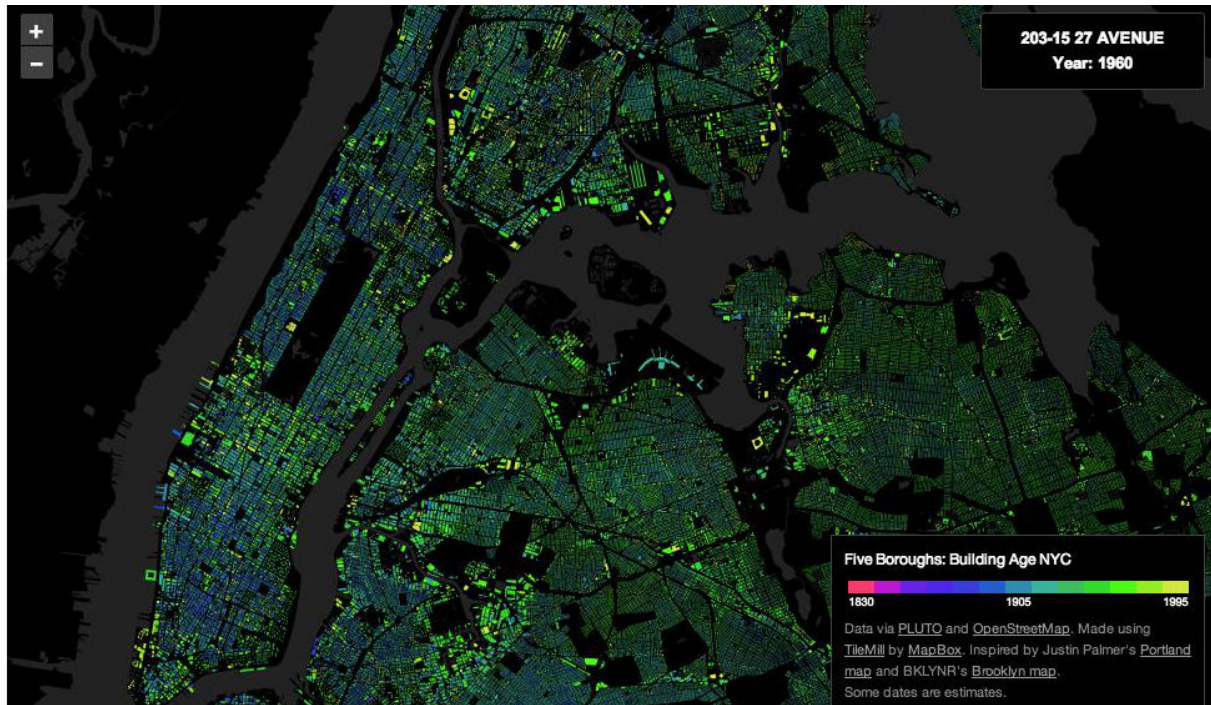 +
−
203-15 27 AVENUE
Year: 1960
Five Boroughs: Building Age NYC
1830 1905 1995
Data via PLUTO and OpenStreetMap. Made using
TileMill by MapBox. Inspired by Justin Palmer's Portland
map and BKLYNR's Brooklyn map.
Some dates are estimates.